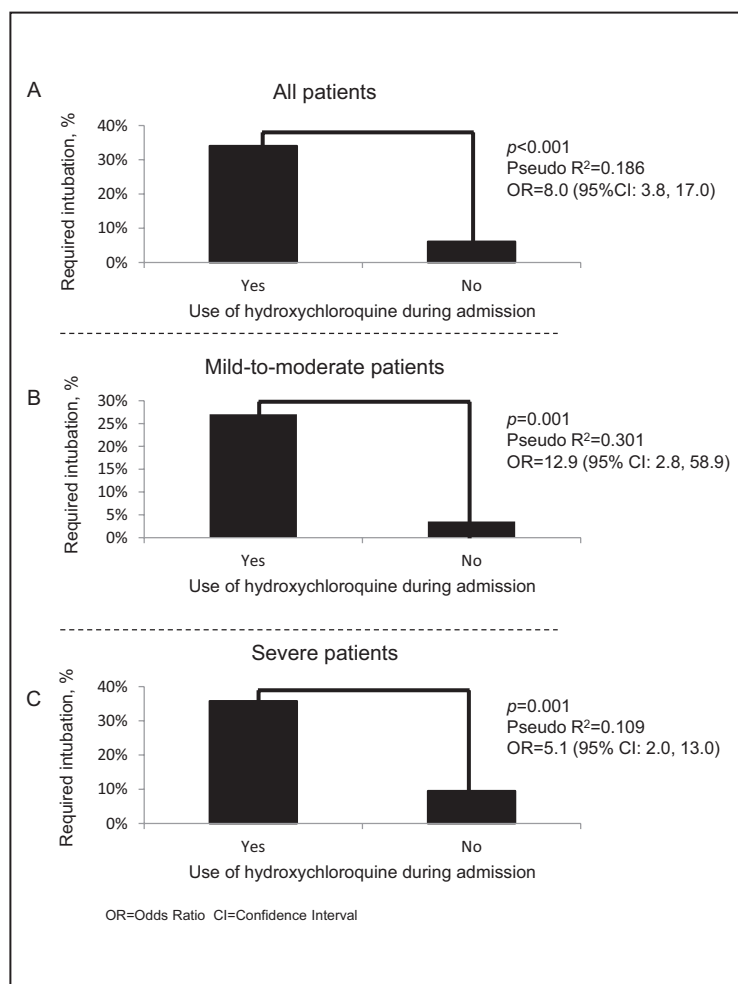 A
All patients
Required intubation, %
40%
30%
20%
10%
0%
Yes No
Use of hydroxychloroquine during admission
p<0.001
Pseudo R²=0.186
OR=8.0 (95%CI: 3.8, 17.0)
B
Mild-to-moderate patients
Required intubation, %
30%
25%
20%
15%
10%
5%
0%
Yes No
Use of hydroxychloroquine during admission
p=0.001
Pseudo R²=0.301
OR=12.9 (95% CI: 2.8, 58.9)
C
Severe patients
Required intubation, %
40%
30%
20%
10%
0%
Yes No
Use of hydroxychloroquine during admission
p=0.001
Pseudo R²=0.109
OR=5.1 (95% CI: 2.0, 13.0)
OR=Odds Ratio CI=Confidence Interval